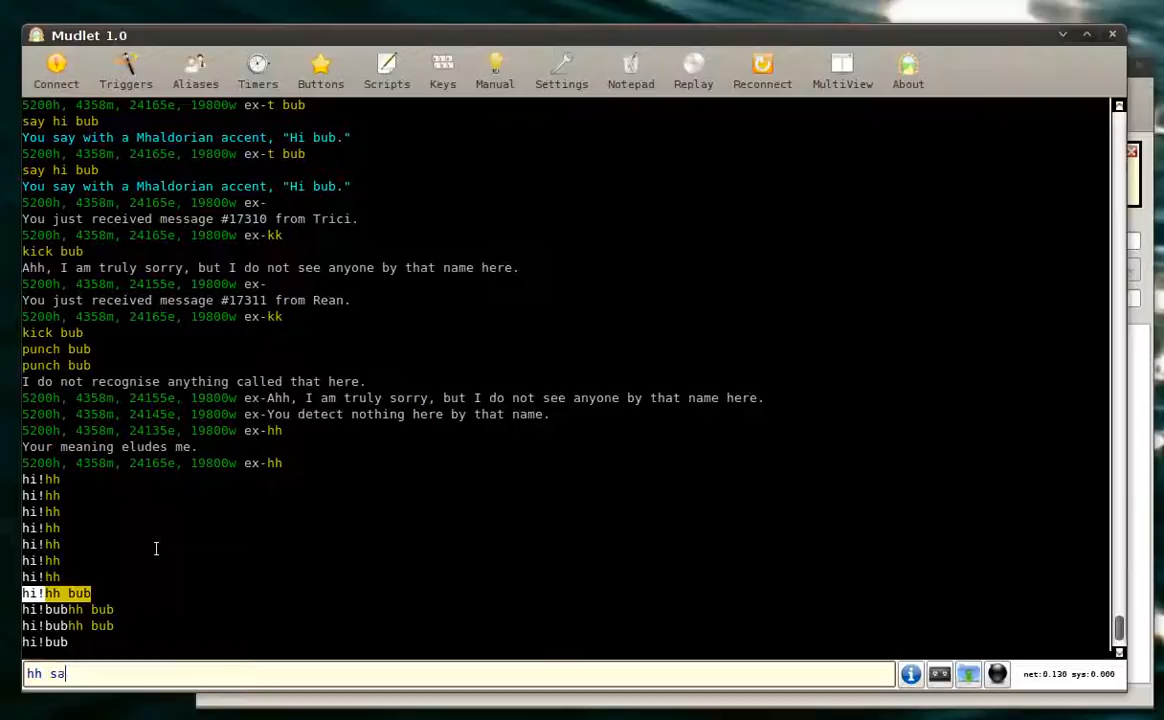 Mudlet 1.0
Connect Triggers Aliases Timers Buttons Scripts Keys Manual Settings Notepad Replay Reconnect MultiView About
5200h, 4358m, 24165e, 19800w ex-t bub
say hi bub
You say with a Mhaldorian accent, "Hi bub."
5200h, 4358m, 24165e, 19800w ex-t bub
say hi bub
You say with a Mhaldorian accent, "Hi bub."
5200h, 4358m, 24165e, 19800w ex-
You just received message #17310 from Trici.
5200h, 4358m, 24165e, 19800w ex-kk
kick bub
Ahh, I am truly sorry, but I do not see anyone by that name here.
5200h, 4358m, 24155e, 19800w ex-
You just received message #17311 from Rean.
5200h, 4358m, 24165e, 19800w ex-kk
kick bub
punch bub
punch bub
I do not recognise anything called that here.
5200h, 4358m, 24155e, 19800w ex-Ahh, I am truly sorry, but I do not see anyone by that name here.
5200h, 4358m, 24145e, 19800w ex-You detect nothing here by that name.
5200h, 4358m, 24135e, 19800w ex-hh
Your meaning eludes me.
5200h, 4358m, 24165e, 19800w ex-hh
hi!hh
hi!hh
hi!hh
hi!hh
hi!hh
hi!hh
hi!hh
hi!hh bub
hi!bubhh bub
hi!bubhh bub
hi!bub
hh sa
net:0.130 sys:0.000